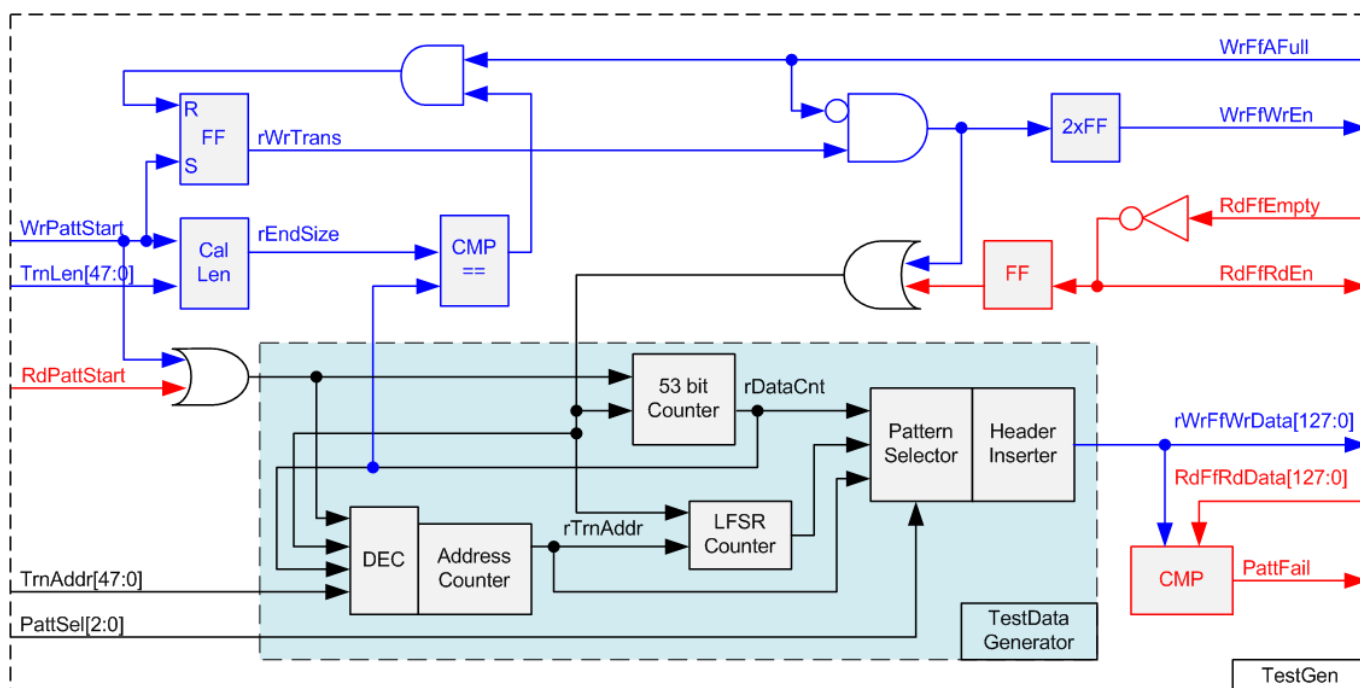 WrFfAFull
R
FF
S
rWrTrans
2xFF
WrFfWrEn
WrPattStart
TrnLen[47:0]
Cal
Len
rEndSize
CMP
==
RdFfEmpty
FF
RdFfRdEn
RdPattStart
53 bit
Counter
rDataCnt
Pattern
Selector
Header
Inserter
rWrFfWrData[127:0]
RdFfRdData[127:0]
DEC
Address
Counter
rTrnAddr
LFSR
Counter
CMP
PattFail
TrnAddr[47:0]
PattSel[2:0]
TestData
Generator
TestGen